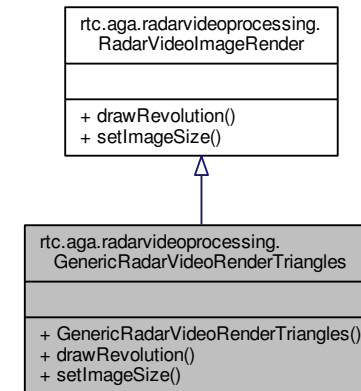 rtc.aga.radarvideoprocessing.
RadarVideoImageRender
+ drawRevolution()
+ setImageSize()
rtc.aga.radarvideoprocessing.
GenericRadarVideoRenderTriangles
+ GenericRadarVideoRenderTriangles()
+ drawRevolution()
+ setImageSize()